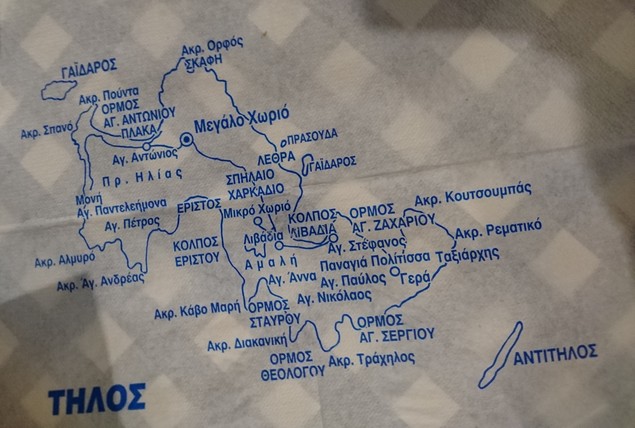 Ακρ. Ορφός
ΣΚΑΦΗ
ΓΑΪΔΑΡΟΣ
Ακρ. Πούντα
ΟΡΜΟΣ
ΑΓ. ΑΝΤΩΝΙΟΥ
ΠΛΑΚΑ
Ακρ. Σπανό
Μεγάλο Χωριό
Αγ. Αντώνιος
ΠΡΑΣΟΥΔΑ
ΛΕΘΡΑ
ΓΑΪΔΑΡΟΣ
Πρ. Ηλίας
ΣΠΗΛΑΙΟ
ΧΑΡΚΑΔΙΟ
Μονή
Αγ. Παντελεήμονα
ΕΡΙΣΤΟΣ
Μικρό Χωριό
Ακρ. Κουτσουμπάς
ΚΟΛΠΟΣ
ΛΙΒΑΔΙΑ
ΟΡΜΟΣ
ΑΓ. ΖΑΧΑΡΙΟΥ
Αγ. Πέτρος
Ακρ. Ρεματικό
Λιβάδια
Αγ. Στέφανος
ΚΟΛΠΟΣ
ΕΡΙΣΤΟΥ
Αμαλή
Παναγιά Πολίτισσα
Ταξιάρχης
Ακρ. Αλμυρό
Ακρ. Άγ. Ανδρέας
Αγ. Άννα
Αγ. Παύλος
Γερά
Αγ. Νικόλαος
Ακρ. Κάβο Μαρή
ΟΡΜΟΣ
ΣΤΑΥΡΟΥ
ΟΡΜΟΣ
ΑΓ. ΣΕΡΓΙΟΥ
Ακρ. Διακανική
ΟΡΜΟΣ
ΘΕΟΛΟΓΟΥ
Ακρ. Τράχηλος
ΑΝΤΙΤΗΛΟΣ
ΤΗΛΟΣ